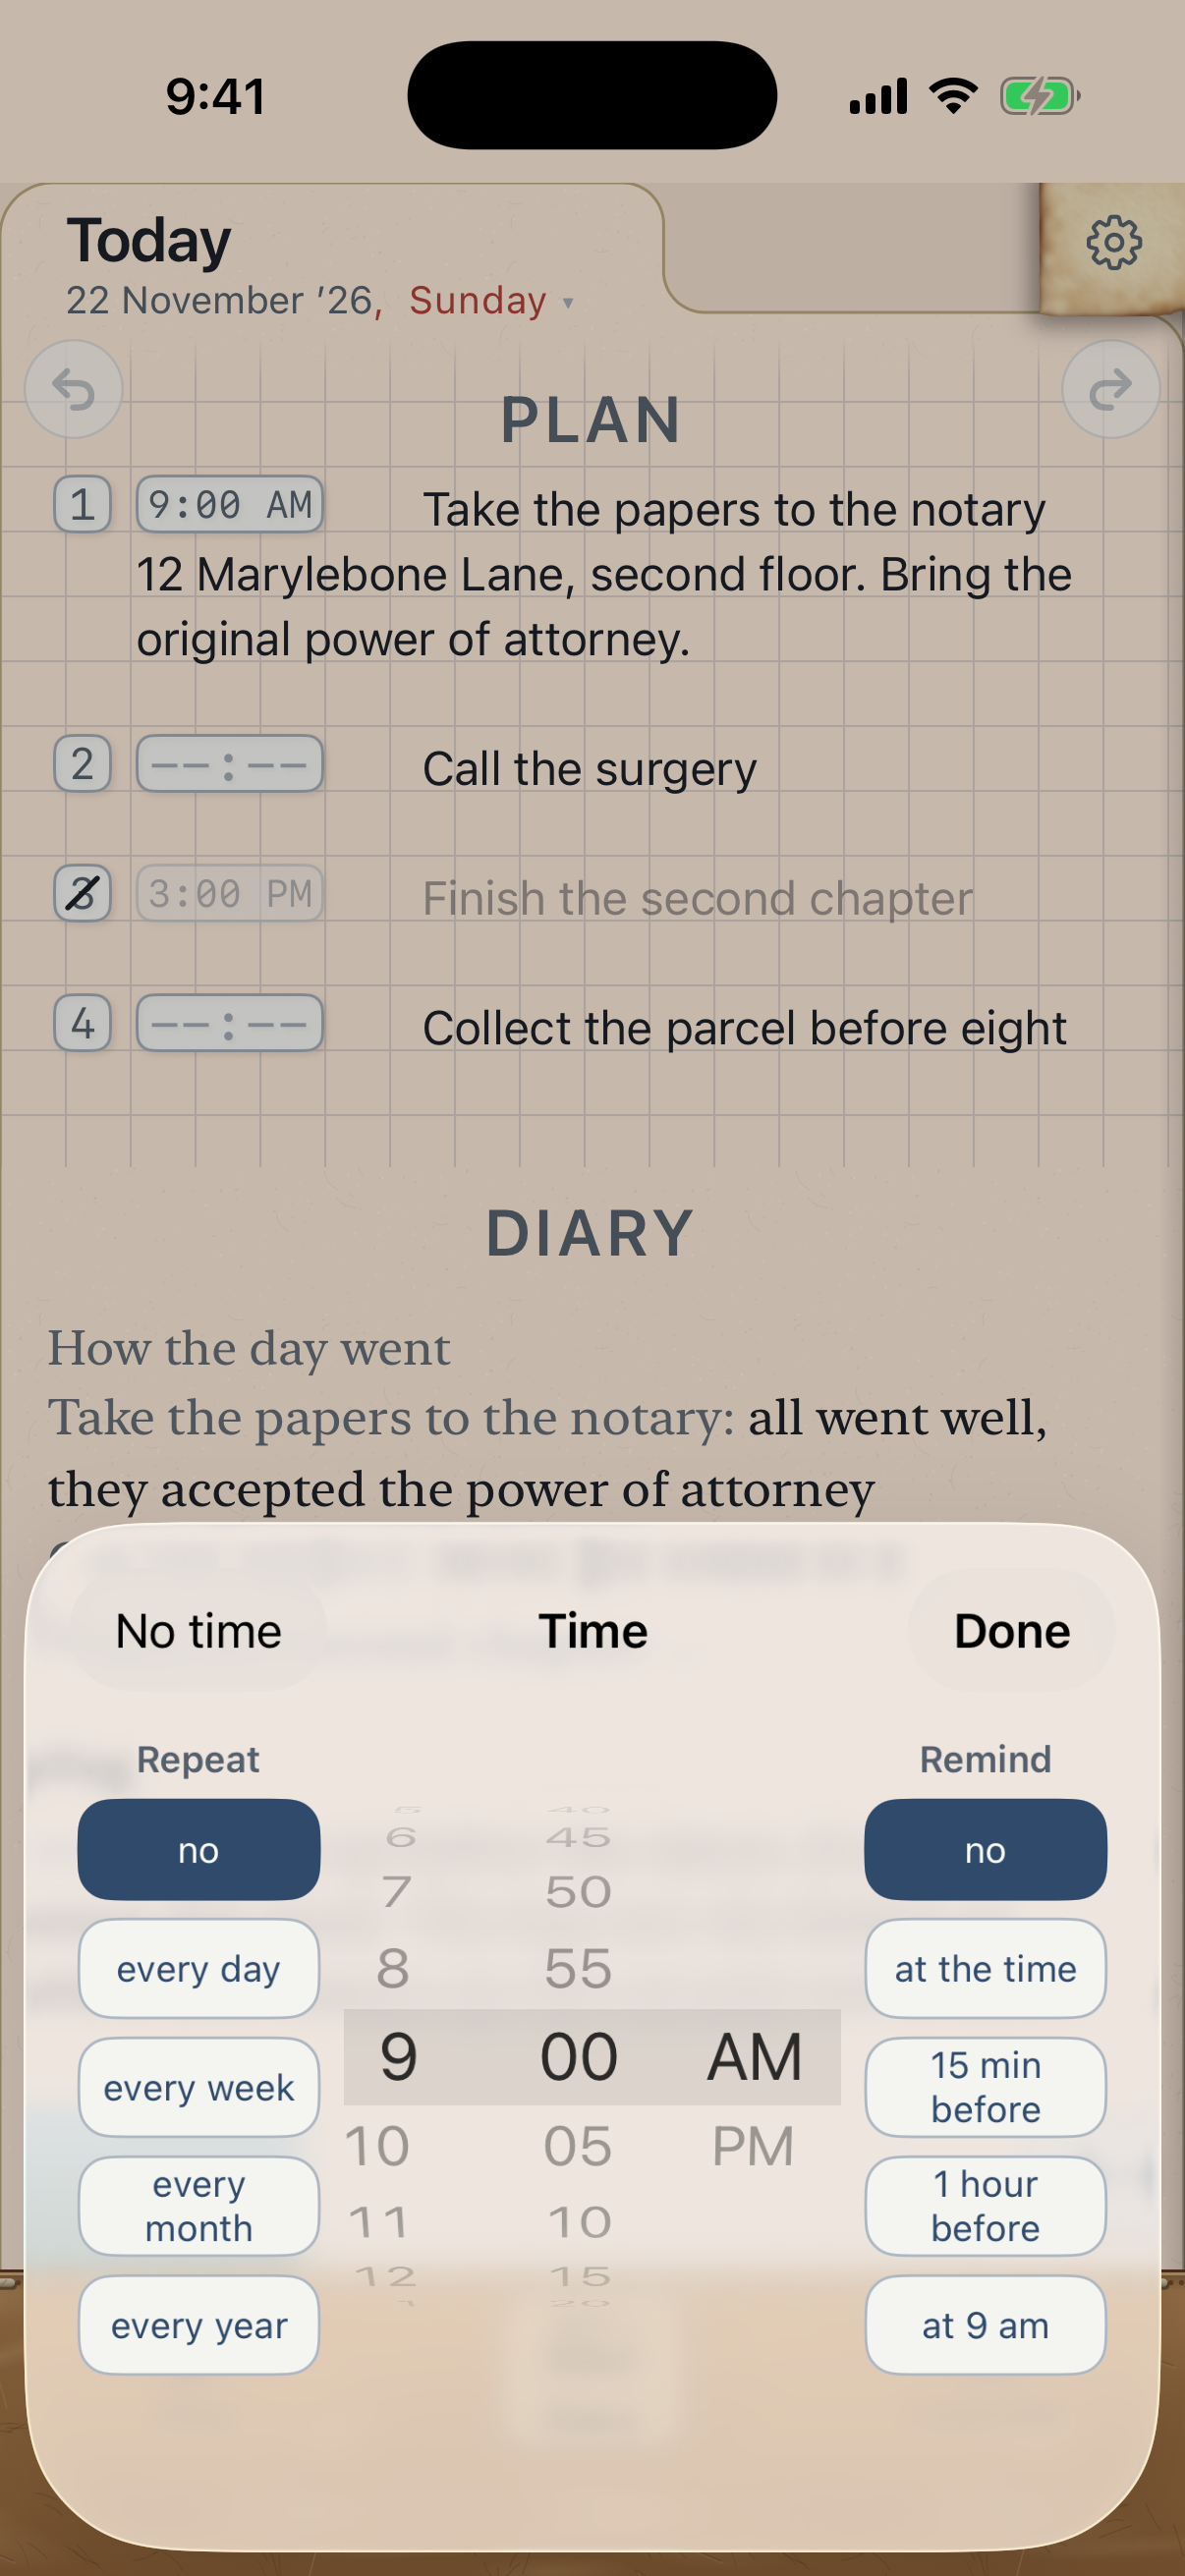 9:41
Today
22 November ’26, Sunday ▾
PLAN
1 9:00 AM Take the papers to the notary
12 Marylebone Lane, second floor. Bring the
original power of attorney.
2 --:-- Call the surgery
3 3:00 PM Finish the second chapter
4 --:-- Collect the parcel before eight
DIARY
How the day went
Take the papers to the notary: all went well,
they accepted the power of attorney
No time Time Done
Repeat Remind
no
every day
every week
every
month
every year
5 40
6 45
7 50
8 55
9 00 AM
10 05 PM
11 10
12 15
1 20
no
at the time
15 min
before
1 hour
before
at 9 am